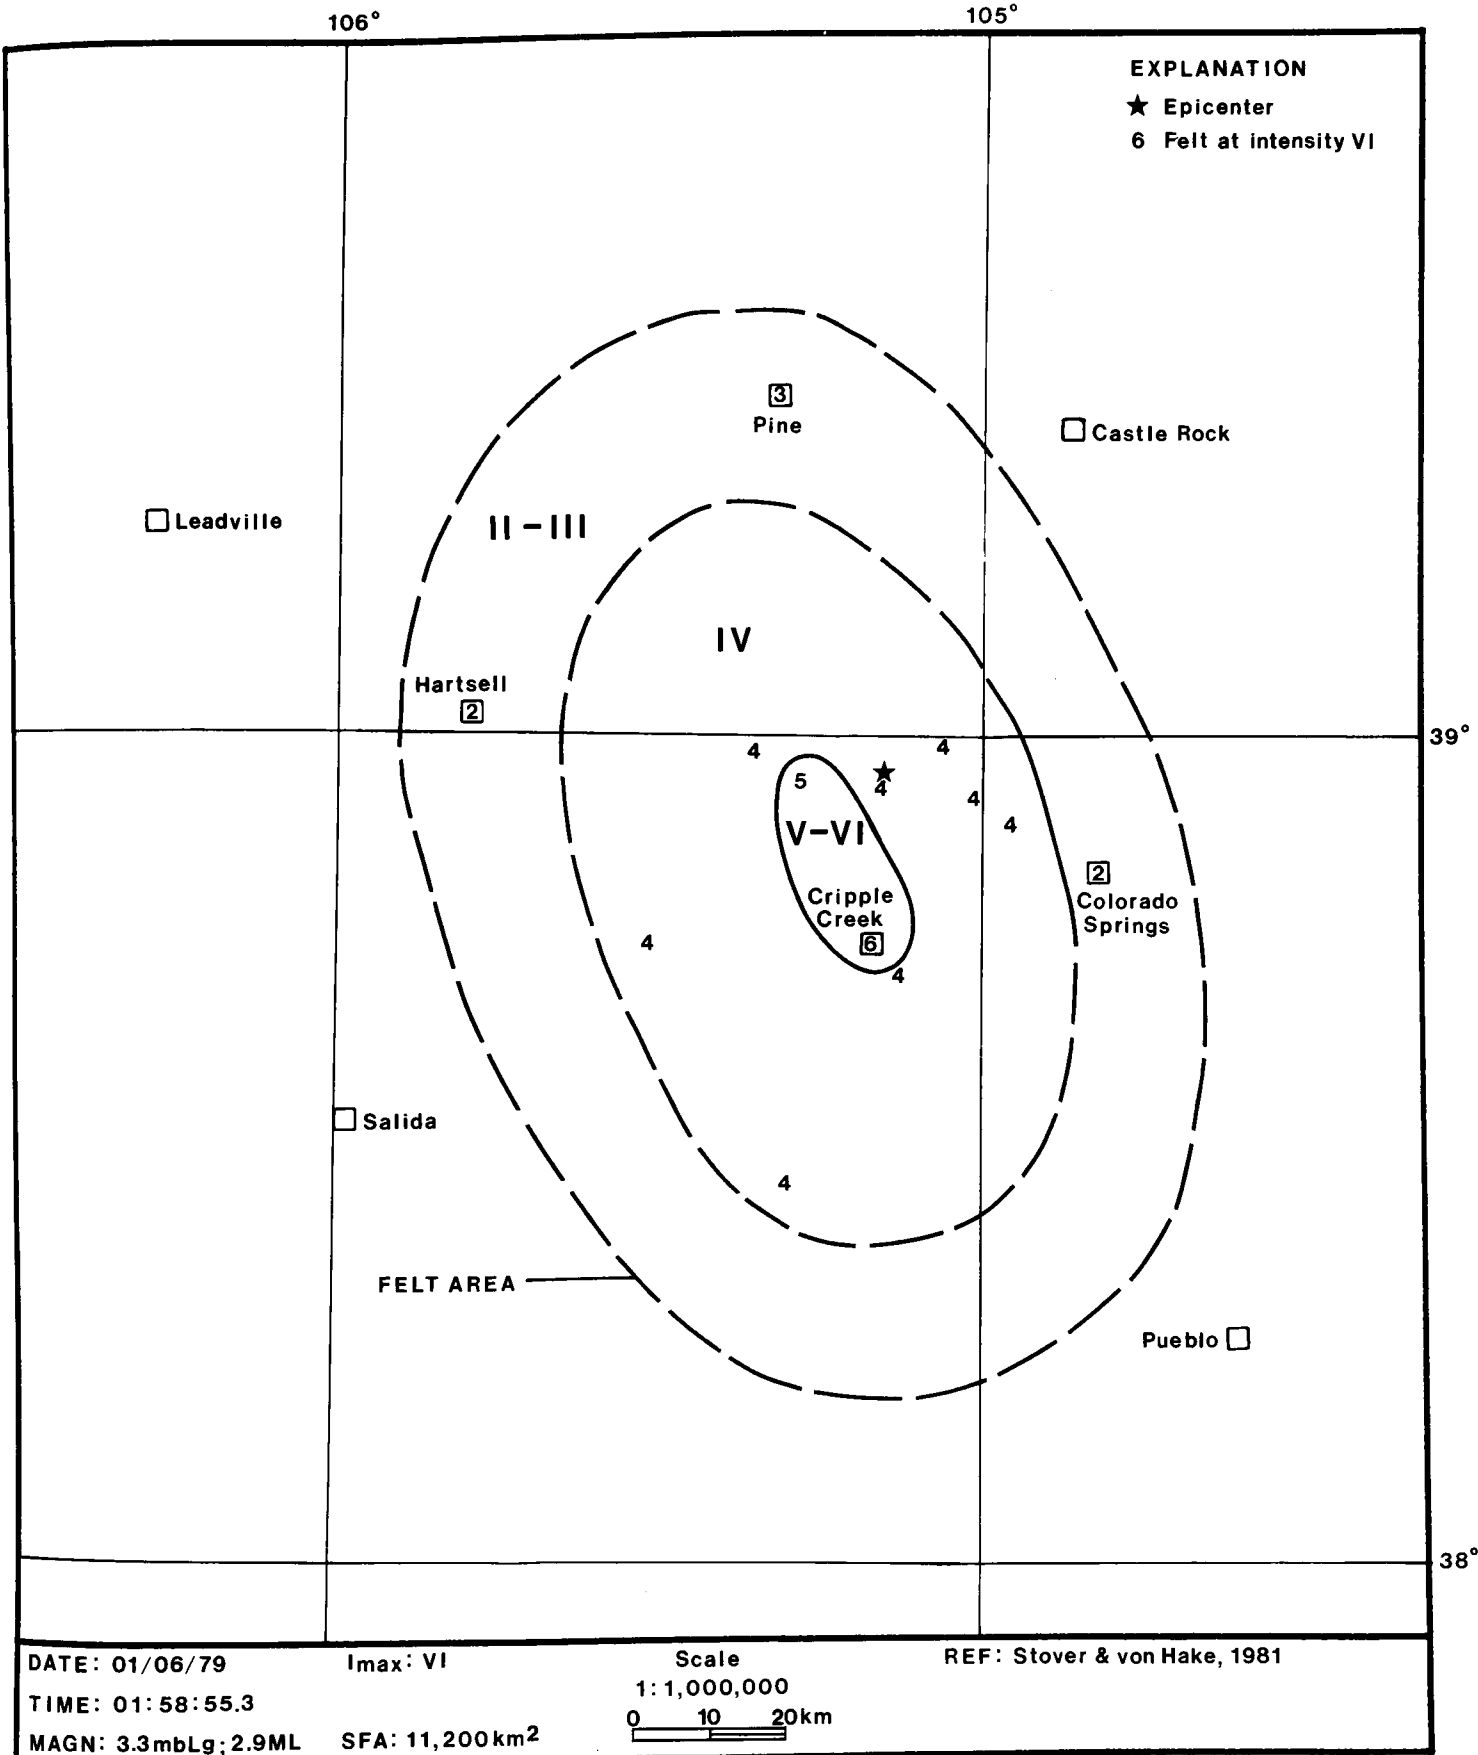 106°
105°
EXPLANATION
★ Epicenter
6 Felt at intensity VI
3
Pine
Castle Rock
Leadville
II-III
IV
Hartsell
2
39°
4
4
5
4
4
4
V-VI
2
Colorado
Springs
Cripple
Creek
6
4
4
Salida
4
FELT AREA
Pueblo
38°
DATE: 01/06/79
Imax: VI
Scale
REF: Stover & von Hake, 1981
1:1,000,000
TIME: 01:58:55.3
0 10 20km
MAGN: 3.3mbLg; 2.9ML
SFA: 11,200km²